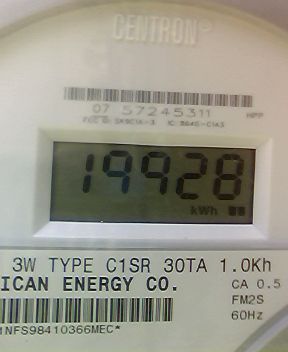 CENTRON®
07 57245311
19928
kWh
3W TYPE C1SR 30TA 1.0Kh
ICAN ENERGY CO.
CA 0.5
FM2S
1NFS98410366MEC*
60Hz